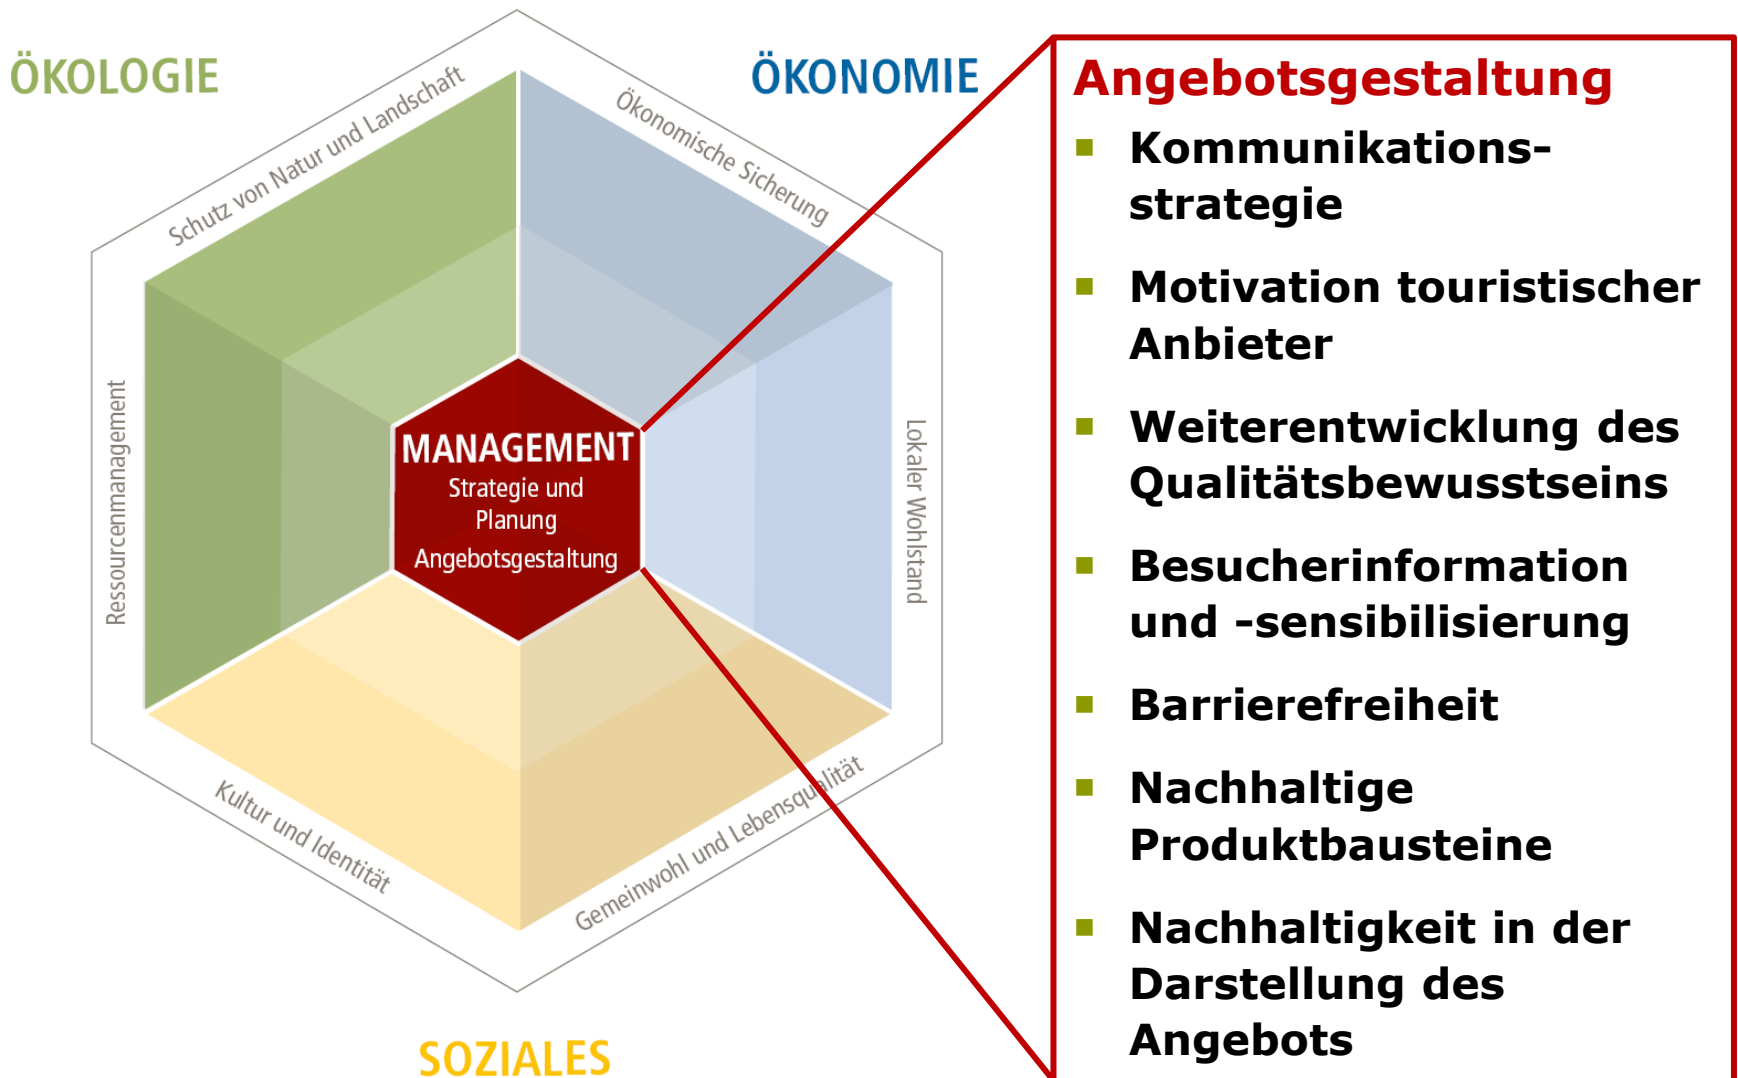 ÖKOLOGIE
ÖKONOMIE
Schutz von Natur und Landschaft
Ökonomische Sicherung
Ressourcenmanagement
Lokaler Wohlstand
MANAGEMENT
Strategie und
Planung
Angebotsgestaltung
Kultur und Identität
Gemeinwohl und Lebensqualität
SOZIALES
Angebotsgestaltung
Kommunikations-
strategie
Motivation touristischer
Anbieter
Weiterentwicklung des
Qualitätsbewusstseins
Besucherinformation
und -sensibilisierung
Barrierefreiheit
Nachhaltige
Produktbausteine
Nachhaltigkeit in der
Darstellung des
Angebots